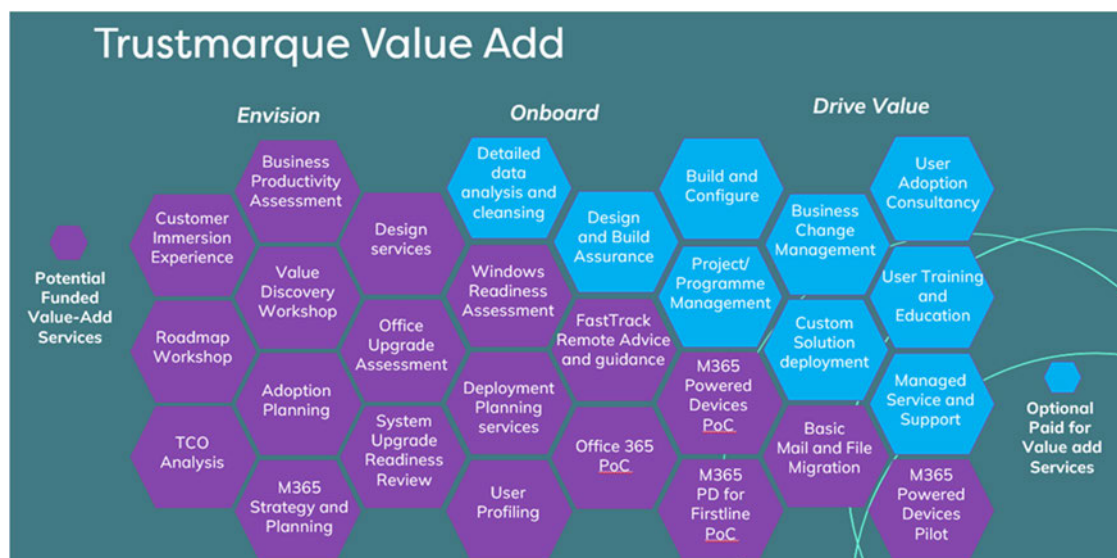 Trustmarque Value Add
Envision
Onboard
Drive Value
Potential
Funded
Value-Add
Services
Customer
Immersion
Experience
Roadmap
Workshop
TCO
Analysis
Business
Productivity
Assessment
Value
Discovery
Workshop
Adoption
Planning
M365
Strategy and
Planning
Design
services
Office
Upgrade
Assessment
System
Upgrade
Readiness
Review
Detailed
data
analysis and
cleansing
Windows
Readiness
Assessment
Deployment
Planning
services
User
Profiling
Design
and Build
Assurance
FastTrack
Remote Advice
and guidance
Office 365
PoC
Build and
Configure
Project/
Programme
Management
M365
Powered
Devices
PoC
M365
PD for
Firstline
PoC
Business
Change
Management
Custom
Solution
deployment
Basic
Mail and File
Migration
User
Adoption
Consultancy
User Training
and
Education
Managed
Service and
Support
M365
Powered
Devices
Pilot
Optional
Paid for
Value add
Services